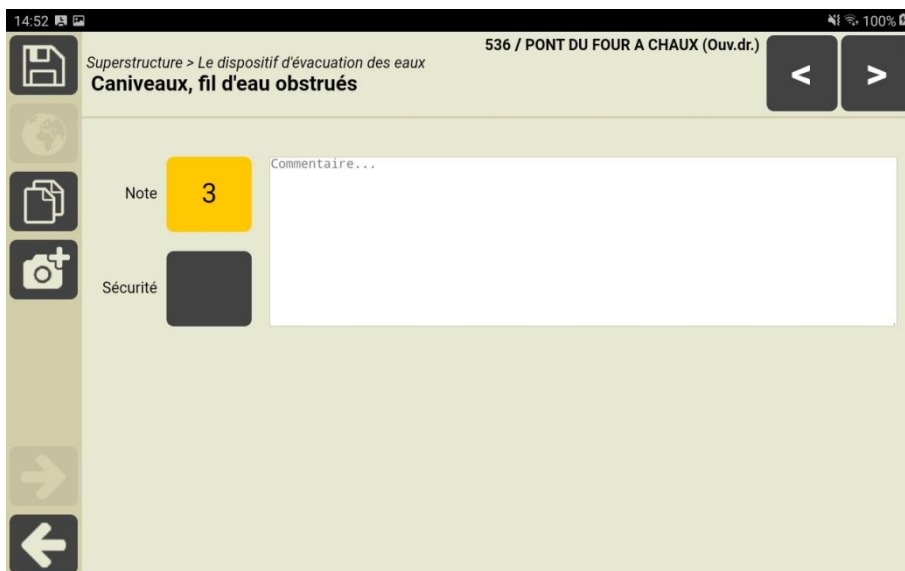 14:52 100%
536 / PONT DU FOUR A CHAUX (Ouv.dr.)
Superstructure > Le dispositif d'évacuation des eaux
Caniveaux, fil d'eau obstrués
< >
Commentaire...
Note 3
Sécurité